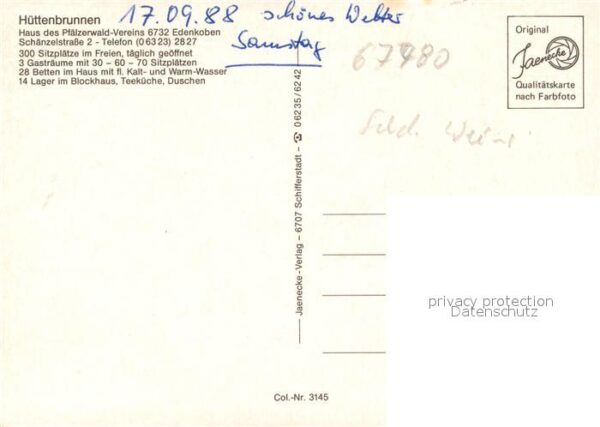 Hüttenbrunnen
17.09.88 schönes Wetter
Samstag
Haus des Pfälzerwald-Vereins 6732 Edenkoben
Schänzelstraße 2 - Telefon (06323) 2827
300 Sitzplätze im Freien, täglich geöffnet
3 Gasträume mit 30 – 60 – 70 Sitzplätzen
28 Betten im Haus mit fl. Kalt- und Warm-Wasser
14 Lager im Blockhaus, Teeküche, Duschen
67480
Original
Jaenecke
Qualitätskarte
nach Farbfoto
Jaenecke-Verlag – 6707 Schifferstadt – 06235/6242
privacy protection
Datenschutz
Col.-Nr. 3145